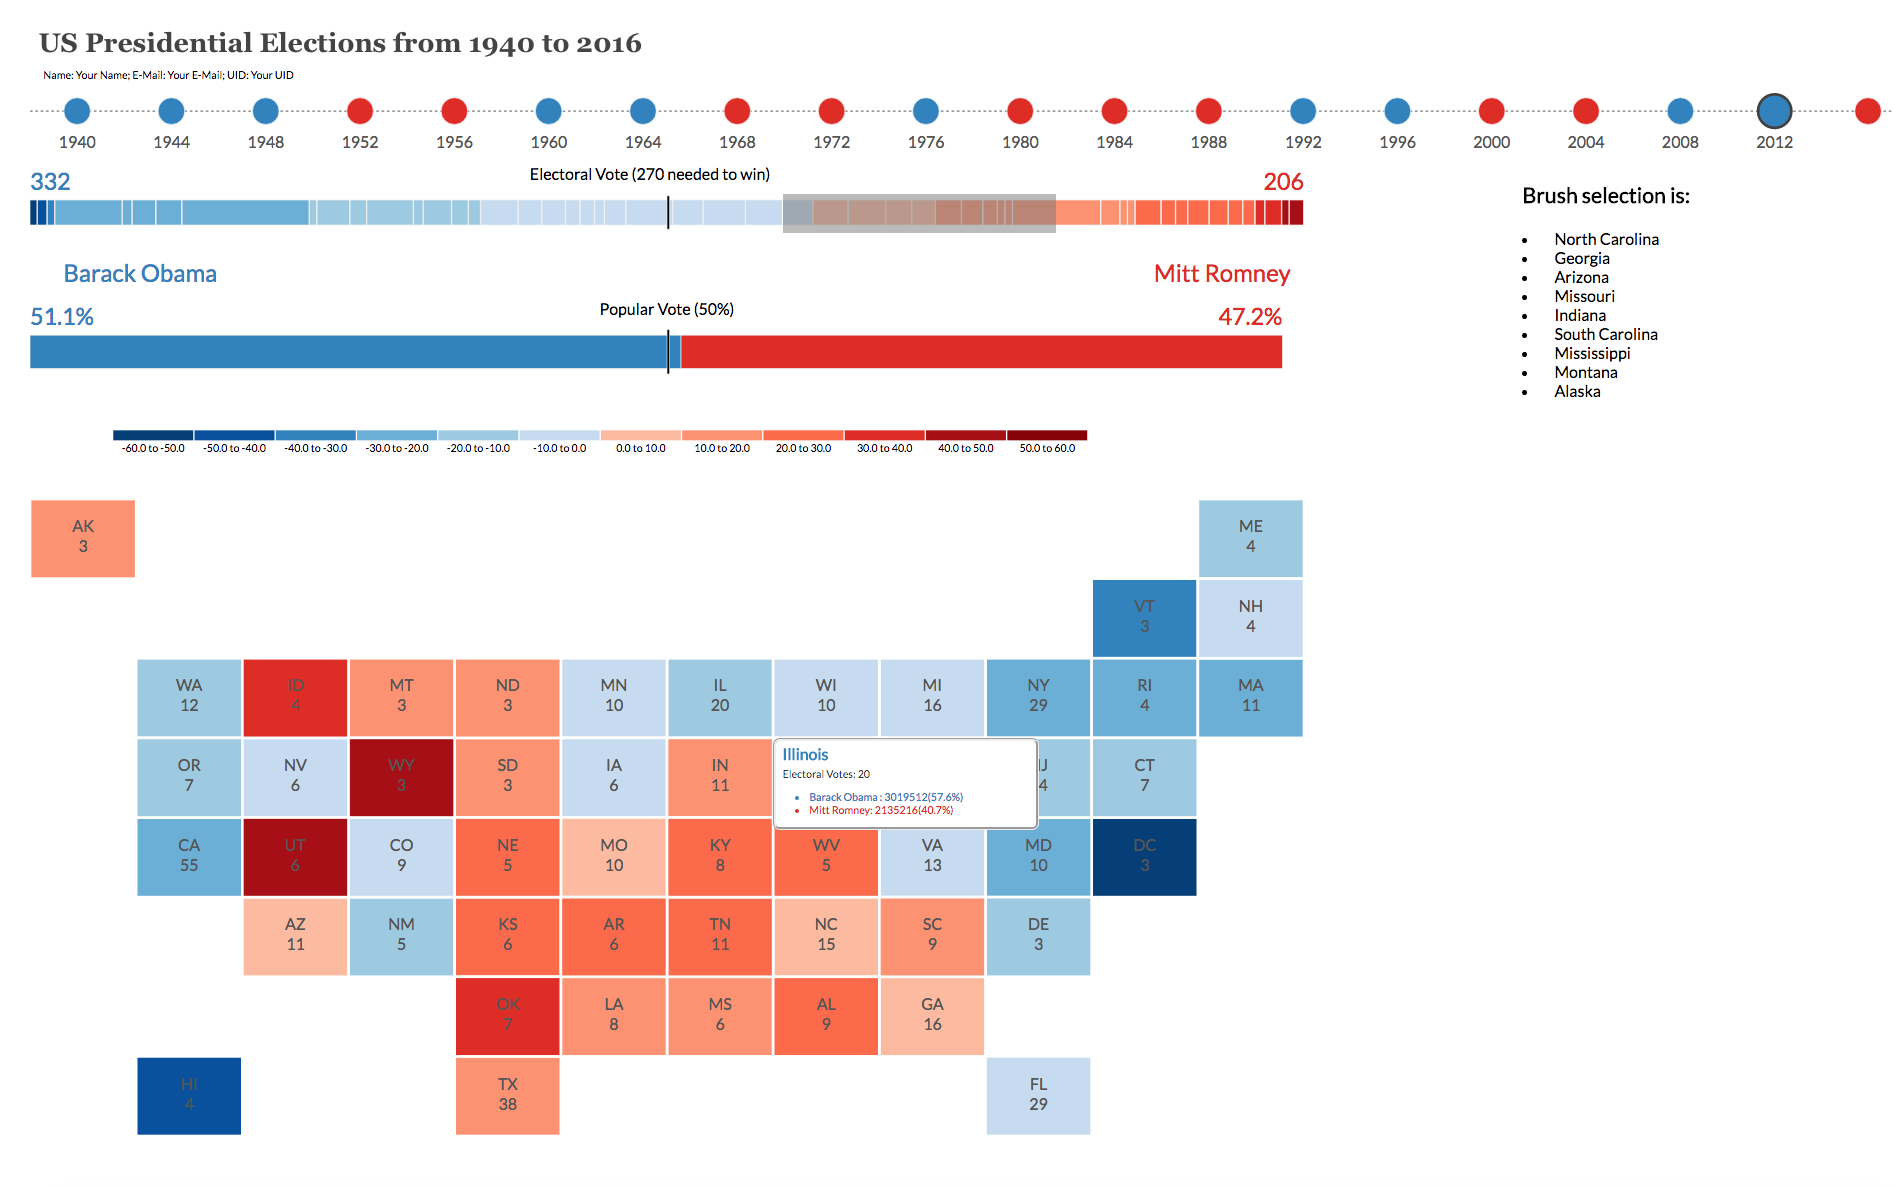 US Presidential Elections from 1940 to 2016
Name: Your Name; E-Mail: Your E-Mail; UID: Your UID
1940 1944 1948 1952 1956 1960 1964 1968 1972 1976 1980 1984 1988 1992 1996 2000 2004 2008 2012
332 Electoral Vote (270 needed to win) 206
Barack Obama Mitt Romney
51.1% Popular Vote (50%) 47.2%
Brush selection is:
North Carolina
Georgia
Arizona
Missouri
Indiana
South Carolina
Mississippi
Montana
Alaska
-60.0 to -50.0 -50.0 to -40.0 -40.0 to -30.0 -30.0 to -20.0 -20.0 to -10.0 -10.0 to 0.0 0.0 to 10.0 10.0 to 20.0 20.0 to 30.0 30.0 to 40.0 40.0 to 50.0 50.0 to 60.0
AK ME
3 4
VT NH
3 4
WA ID MT ND MN IL WI MI NY RI MA
12 4 3 3 10 20 10 16 29 4 11
OR NV WY SD IA IN CT
7 6 3 3 6 11 7
Illinois
Electoral Votes: 20
Barack Obama : 3019512(57.6%)
Mitt Romney: 2135216(40.7%)
CA UT CO NE MO KY WV VA MD DC
55 6 9 5 10 8 5 13 10 3
AZ NM KS AR TN NC SC DE
11 5 6 6 11 15 9 3
OK LA MS AL GA
7 8 6 9 16
HI TX FL
4 38 29